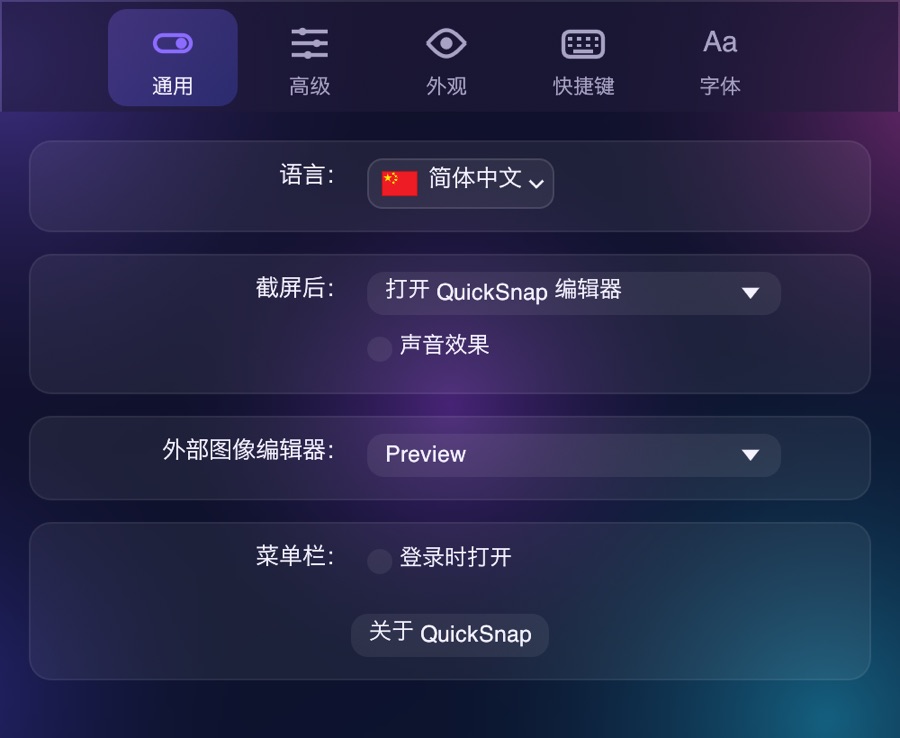 通用
高级
外观
快捷键
Aa
字体
语言：
简体中文
截屏后：
打开 QuickSnap 编辑器
声音效果
外部图像编辑器：
Preview
菜单栏：
登录时打开
关于 QuickSnap